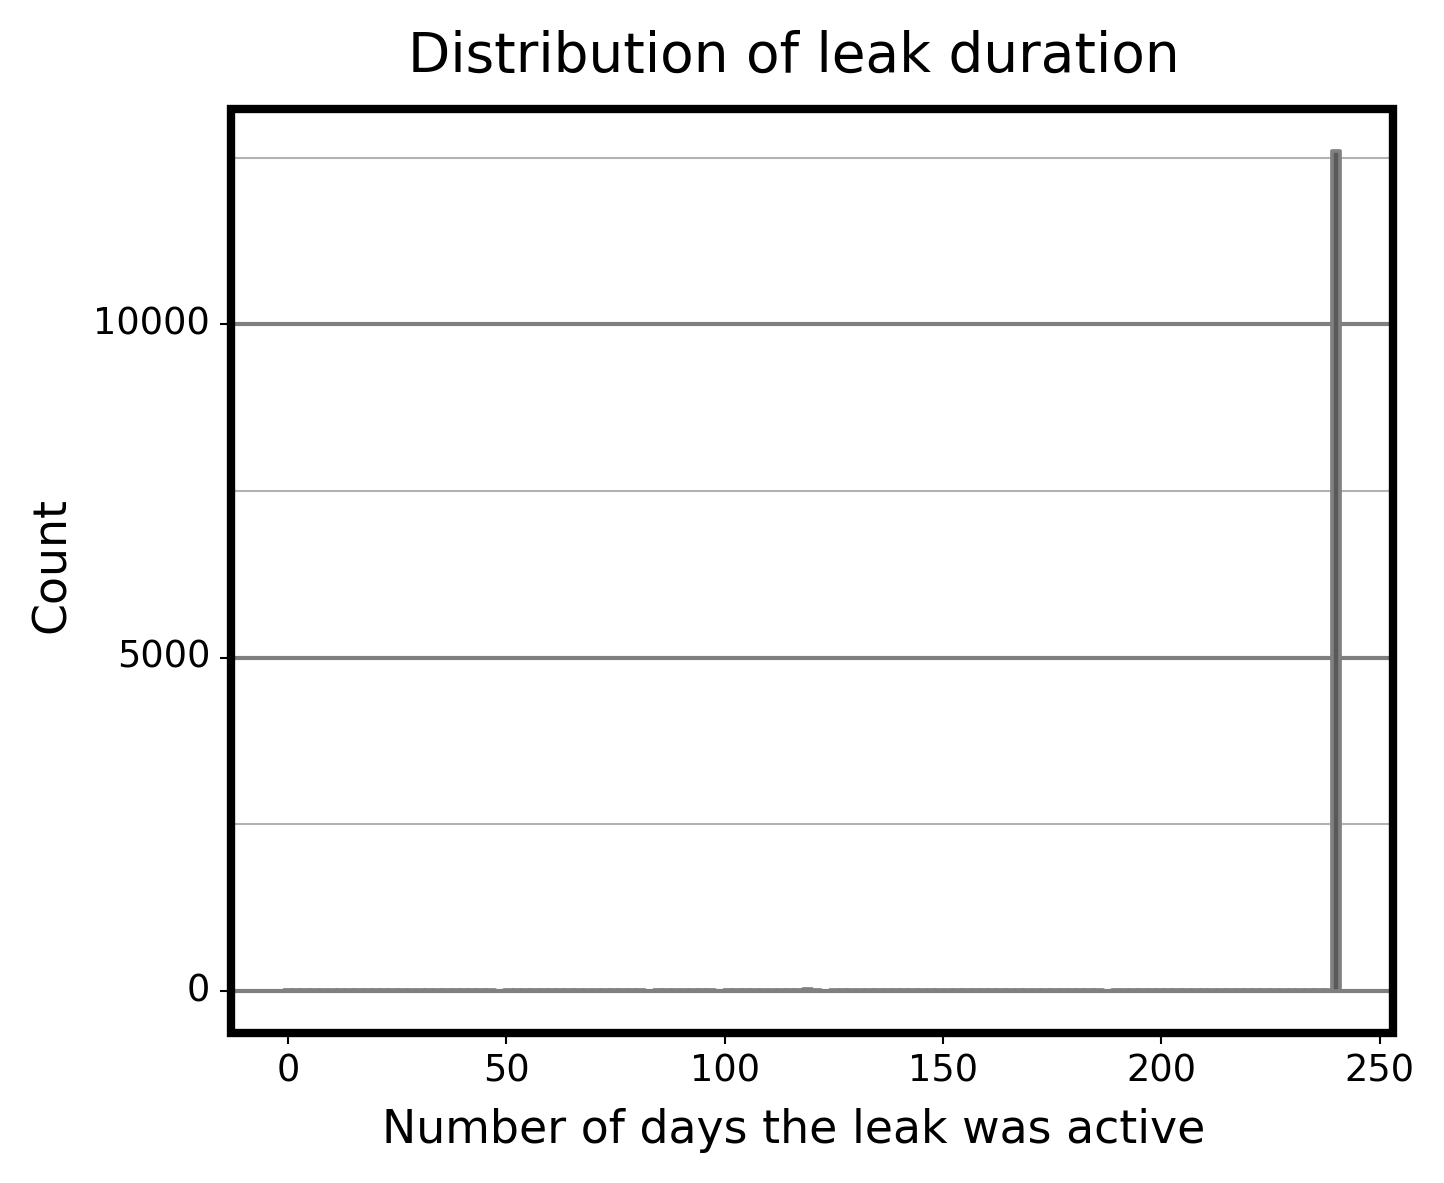 Distribution of leak duration
Count
10000
5000
0
0 50 100 150 200 250
Number of days the leak was active